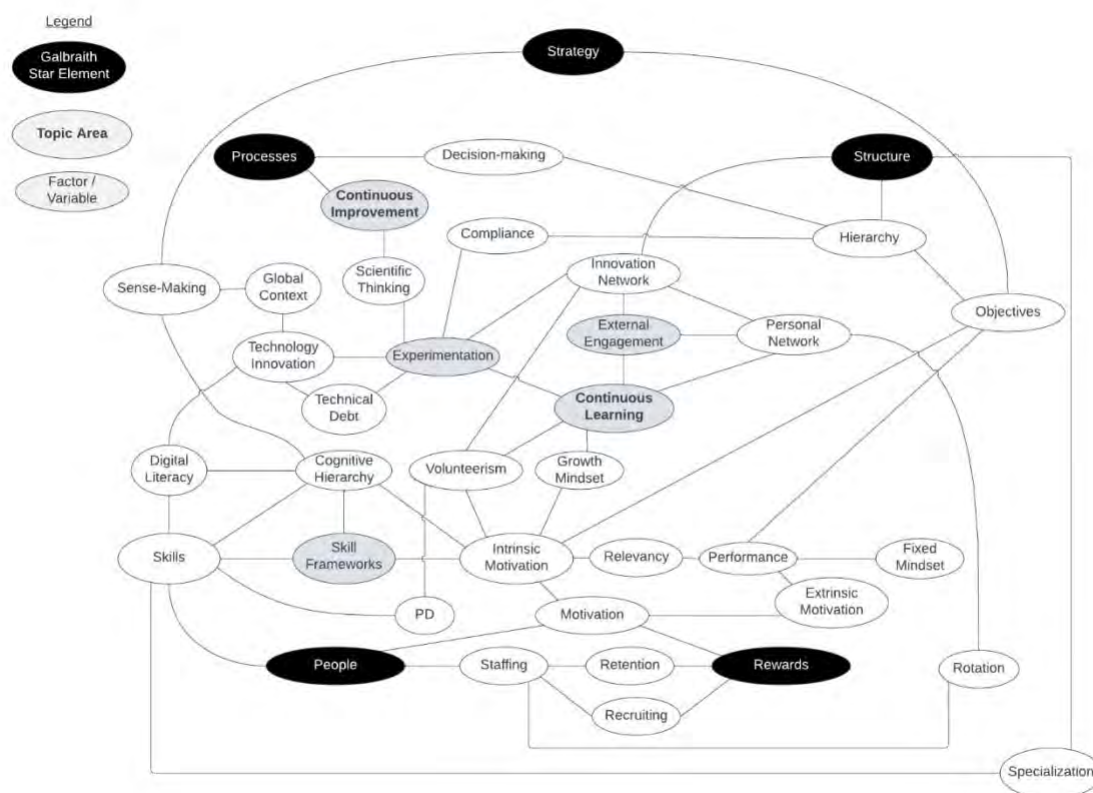 Legend
Galbraith
Star Element
Topic Area
Factor /
Variable
Strategy
Processes
Decision-making
Structure
Continuous
Improvement
Compliance
Hierarchy
Sense-Making
Global
Context
Scientific
Thinking
Innovation
Network
Objectives
Technology
Innovation
Experimentation
External
Engagement
Personal
Network
Technical
Debt
Continuous
Learning
Digital
Literacy
Cognitive
Hierarchy
Volunteerism
Growth
Mindset
Skills
Skill
Frameworks
Intrinsic
Motivation
Relevancy
Performance
Fixed
Mindset
PD
Motivation
Extrinsic
Motivation
People
Staffing
Retention
Rewards
Rotation
Recruiting
Specialization